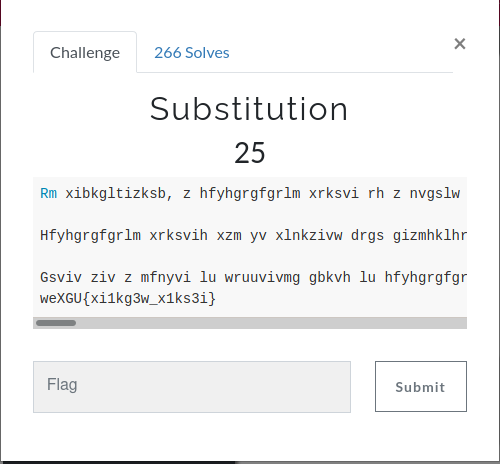 Challenge
266 Solves
×
Substitution
25
Rm xibkgltizksb, z hfyhgrgfgrlm xrksvi rh z nvgslw
Hfyhgrgfgrlm xrksvih xzm yv xlnkzivw drgs gizmhklhr
Gsviv ziv z mfnyvi lu wruuvivmg gbkvh lu hfyhgrgfgr
weXGU{xi1kg3w_x1ks3i}
Flag
Submit